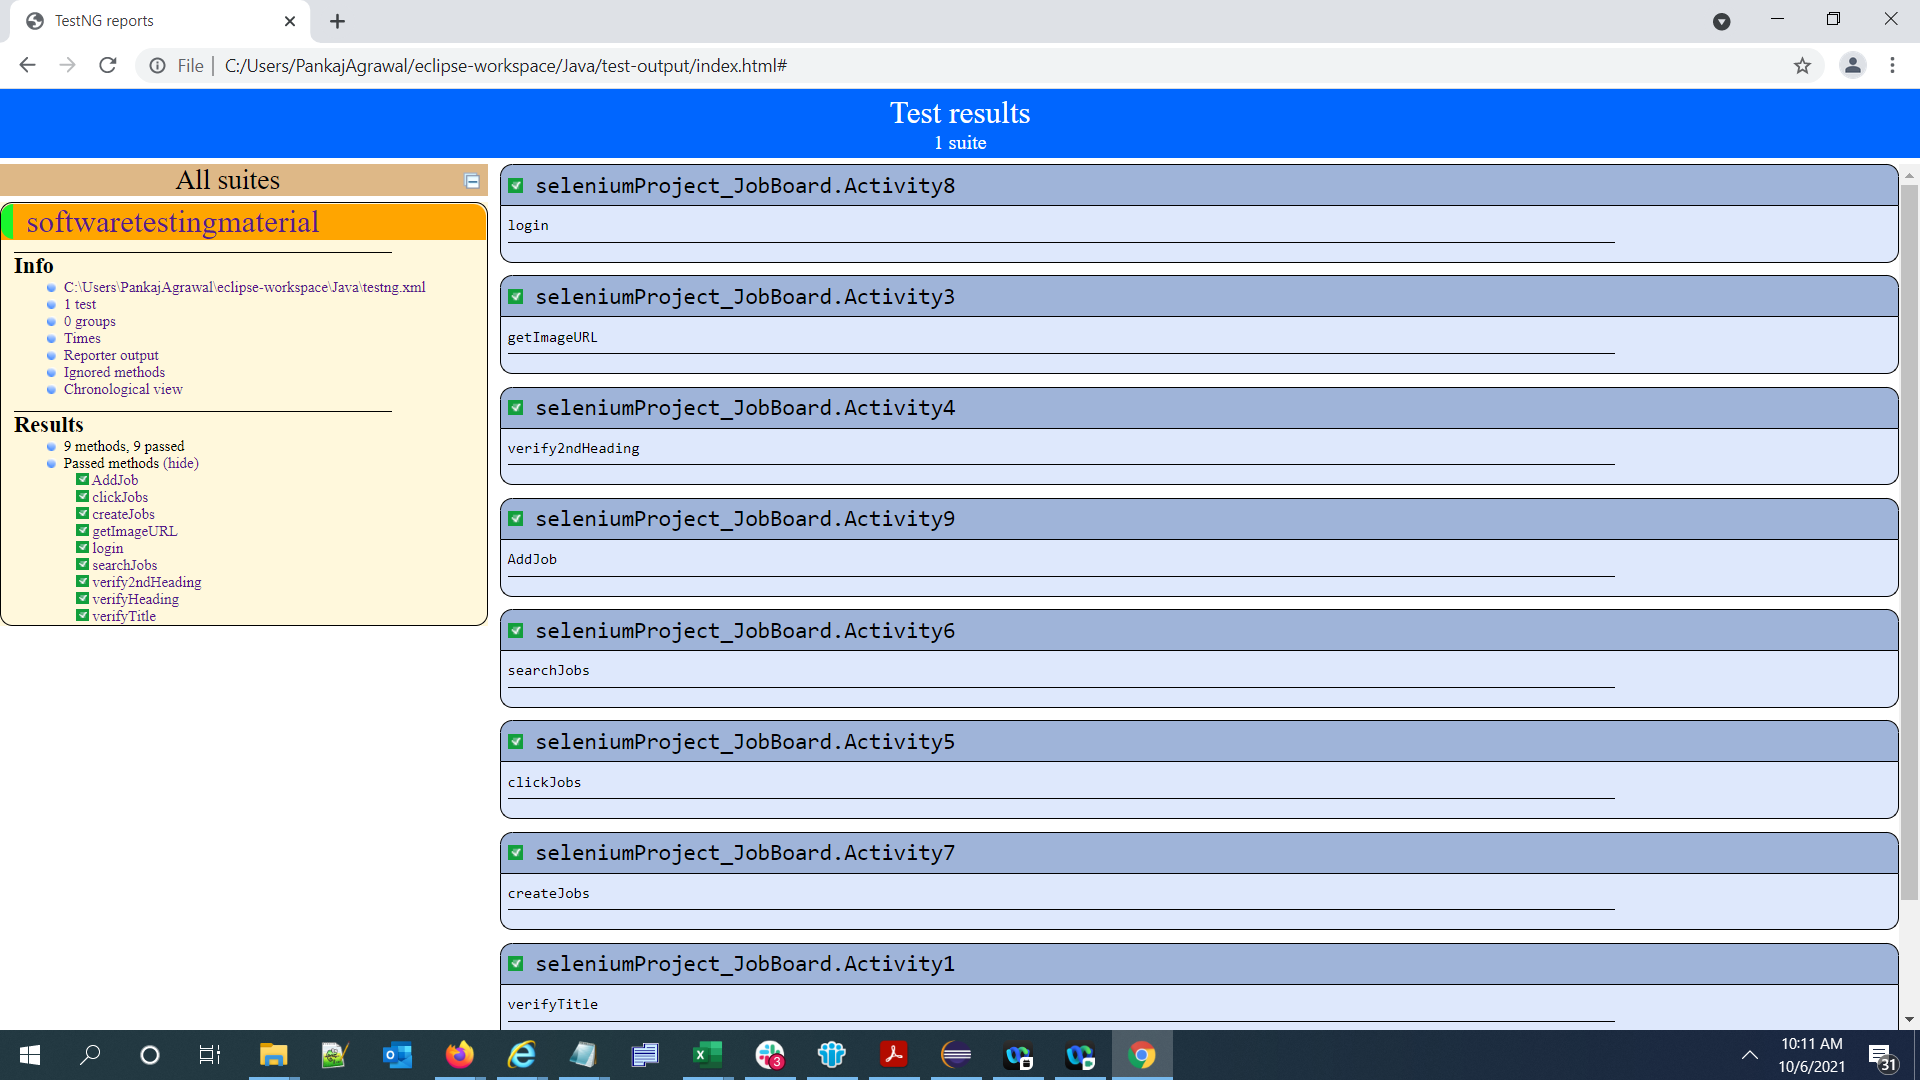 TestNG reports
File
C:/Users/PankajAgrawal/eclipse-workspace/Java/test-output/index.html#
Test results
1 suite
All suites
softwaretestingmaterial
Info
C:\Users\PankajAgrawal\eclipse-workspace\Java\testng.xml
1 test
0 groups
Times
Reporter output
Ignored methods
Chronological view
Results
9 methods, 9 passed
Passed methods (hide)
AddJob
clickJobs
createJobs
getImageURL
login
searchJobs
verify2ndHeading
verifyHeading
verifyTitle
seleniumProject_JobBoard.Activity8
login
seleniumProject_JobBoard.Activity3
getImageURL
seleniumProject_JobBoard.Activity4
verify2ndHeading
seleniumProject_JobBoard.Activity9
AddJob
seleniumProject_JobBoard.Activity6
searchJobs
seleniumProject_JobBoard.Activity5
clickJobs
seleniumProject_JobBoard.Activity7
createJobs
seleniumProject_JobBoard.Activity1
verifyTitle
3
10:11 AM
10/6/2021
31